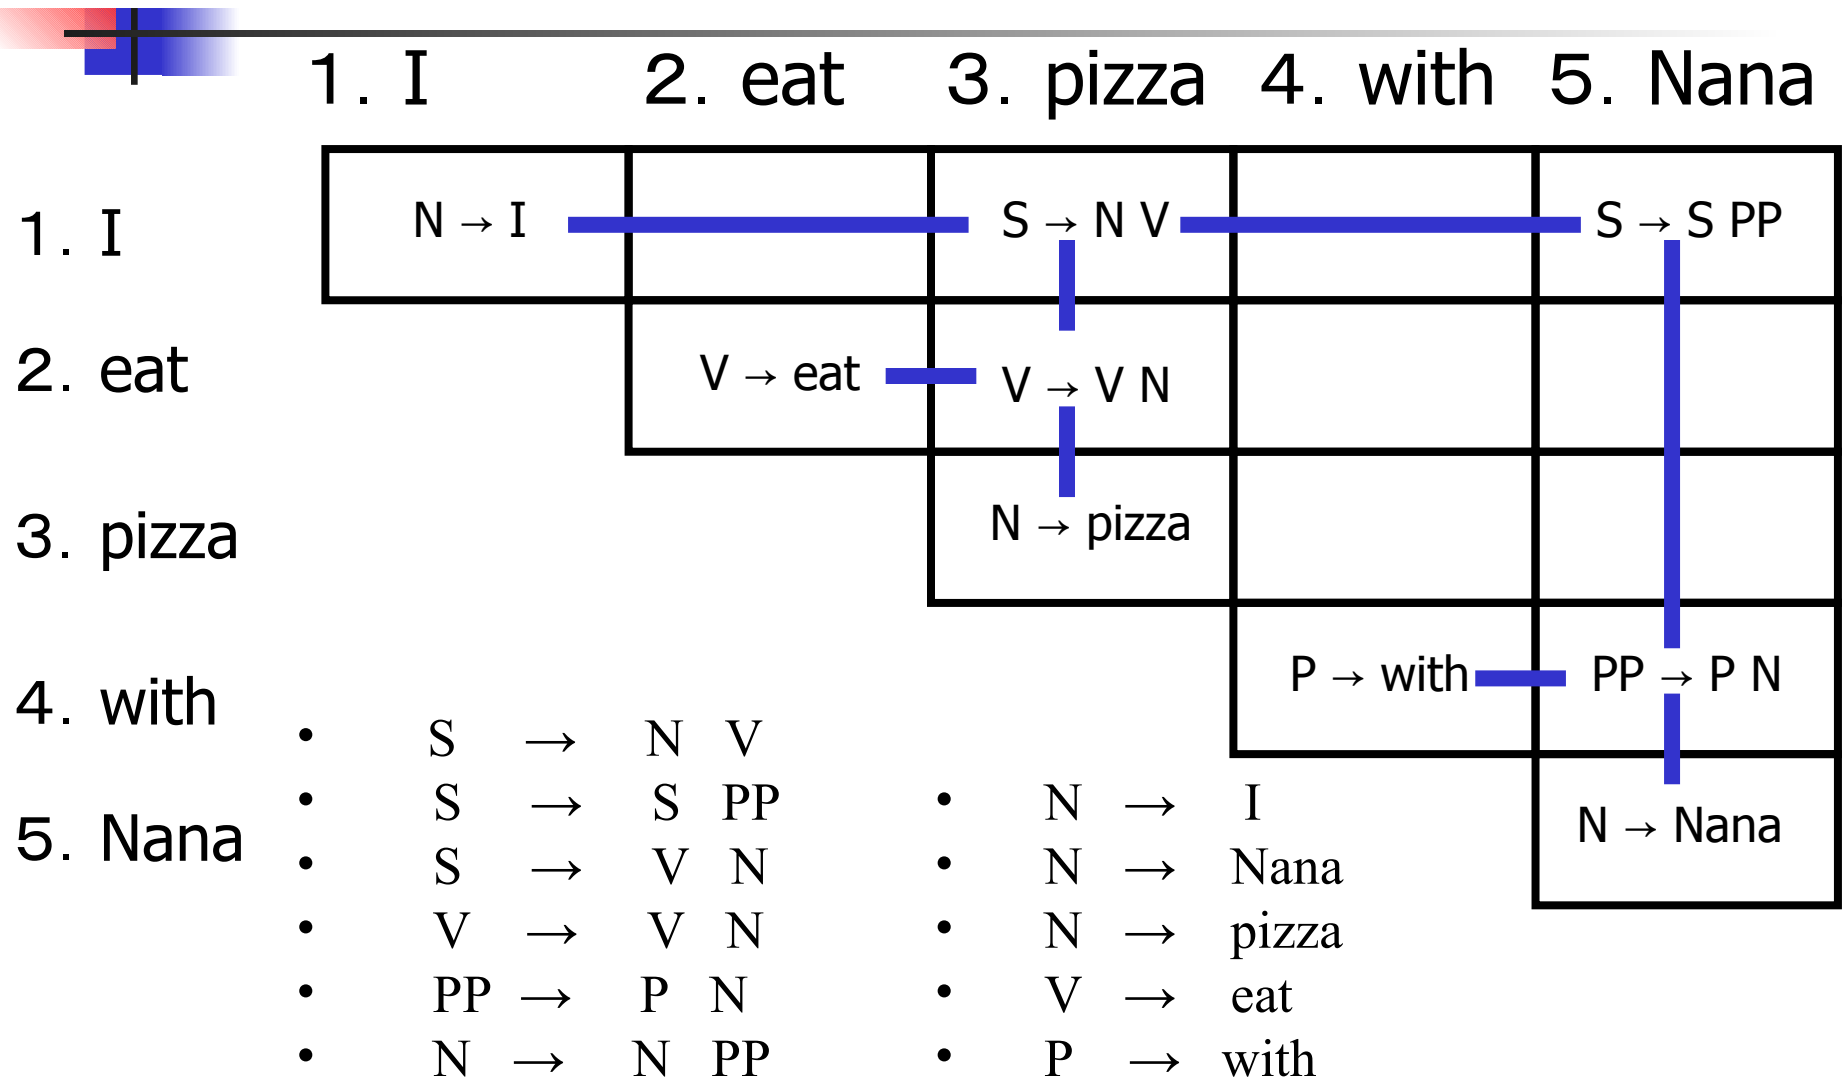 1. I 2. eat 3. pizza 4. with 5. Nana
1. I N → I S → N V S → S PP
2. eat V → eat V → V N
3. pizza N → pizza
4. with P → with PP → P N
5. Nana N → Nana
• S → N V
• S → S PP
• S → V N
• V → V N
• PP → P N
• N → N PP
• N → I
• N → Nana
• N → pizza
• V → eat
• P → with